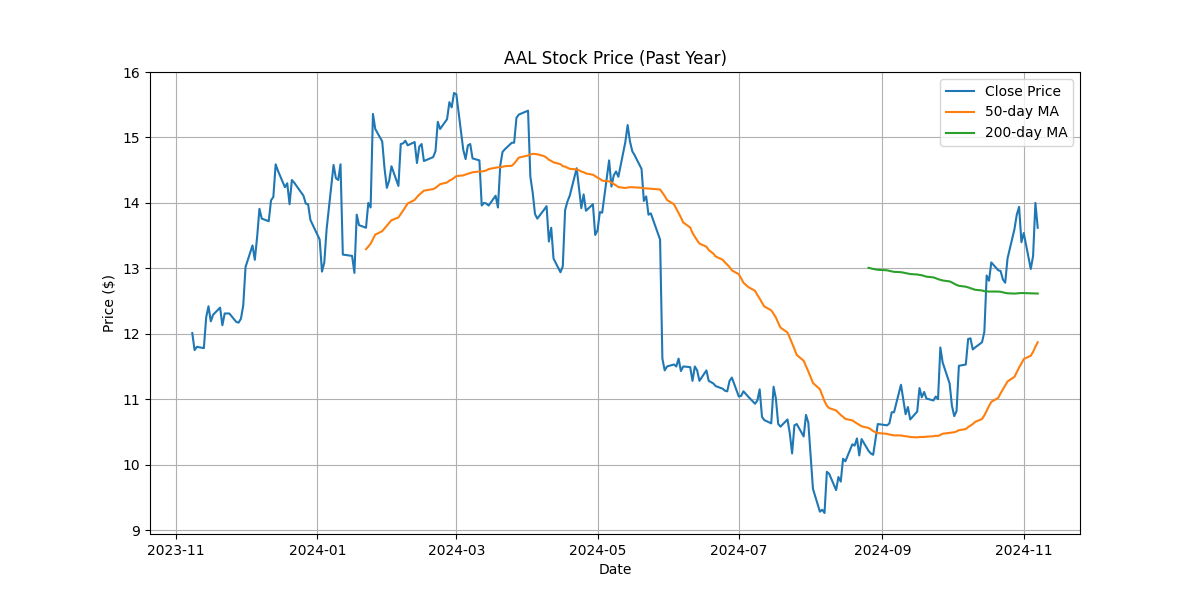 AAL Stock Price (Past Year)
Close Price
50-day MA
200-day MA
Price ($)
16
15
14
13
12
11
10
9
2023-11
2024-01
2024-03
2024-05
2024-07
2024-09
2024-11
Date